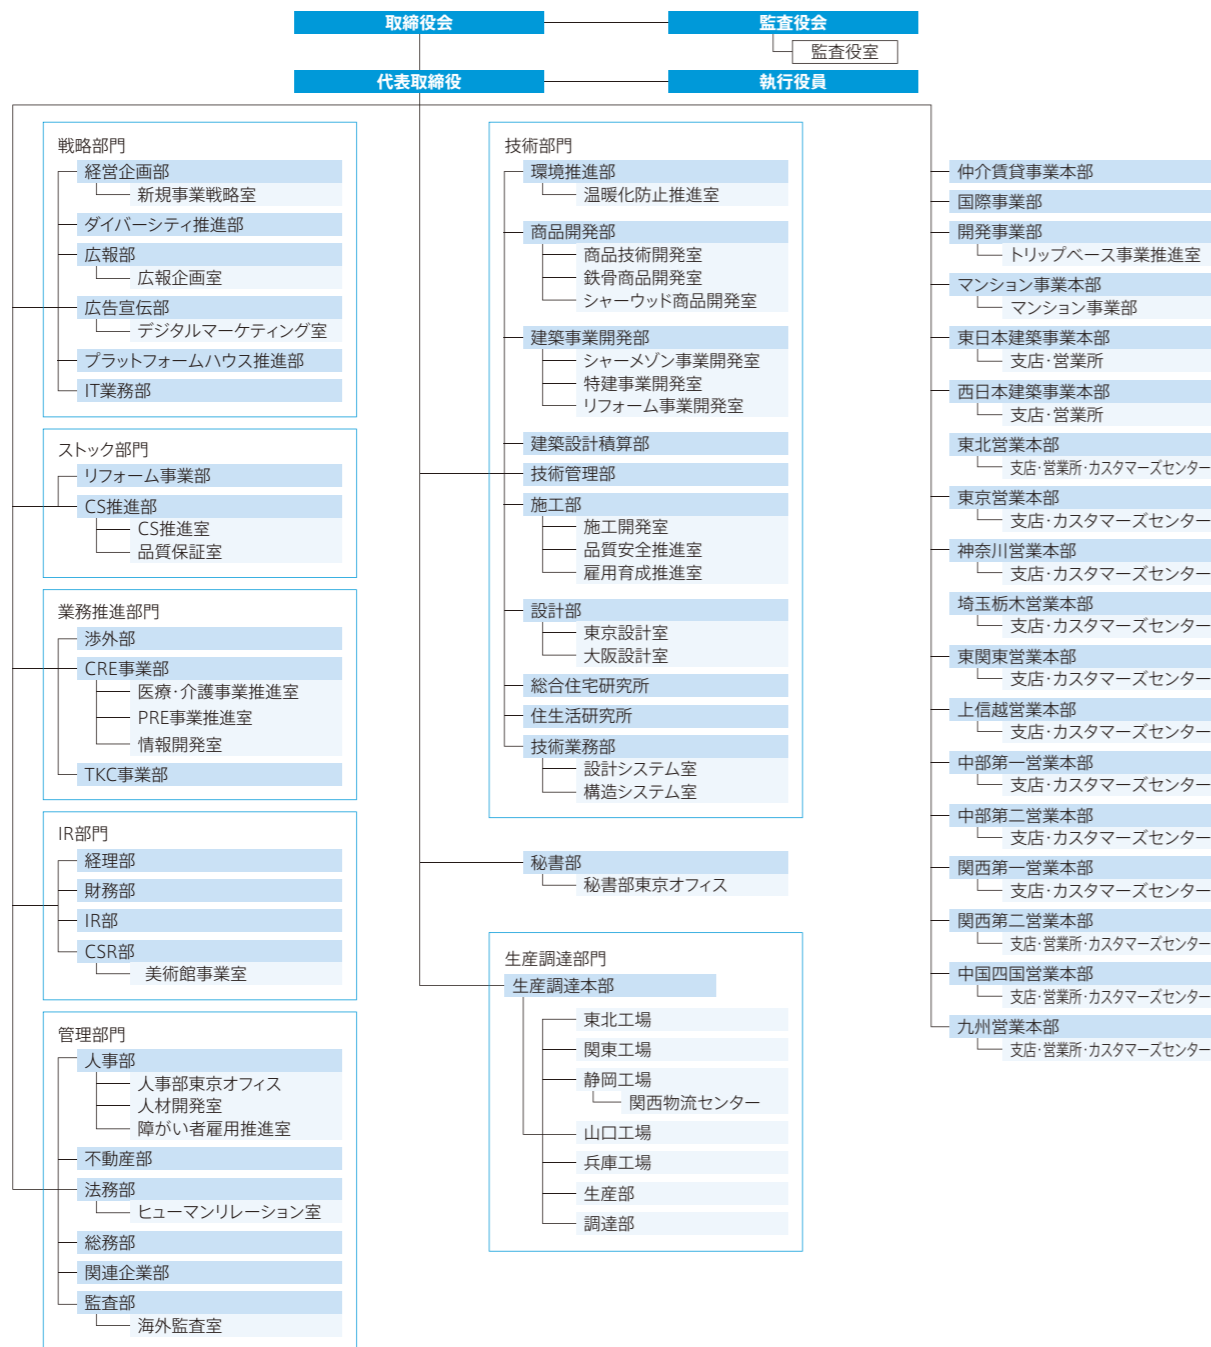 取締役会
監査役会
監査役室
代表取締役
執行役員
戦略部門
経営企画部
新規事業戦略室
ダイバーシティ推進部
広報部
広報企画室
広告宣伝部
デジタルマーケティング室
プラットフォームハウス推進部
IT業務部
ストック部門
リフォーム事業部
CS推進部
CS推進室
品質保証室
業務推進部門
渉外部
CRE事業部
医療・介護事業推進室
PRE事業推進室
情報開発室
TKC事業部
IR部門
経理部
財務部
IR部
CSR部
美術館事業室
管理部門
人事部
人事部東京オフィス
人材開発室
障がい者雇用推進室
不動産部
法務部
ヒューマンリレーション室
総務部
関連企業部
監査部
海外監査室
技術部門
環境推進部
温暖化防止推進室
商品開発部
商品技術開発室
鉄骨商品開発室
シャーウッド商品開発室
建築事業開発部
シャーメゾン事業開発室
特建事業開発室
リフォーム事業開発室
建築設計積算部
技術管理部
施工部
施工開発室
品質安全推進室
雇用育成推進室
設計部
東京設計室
大阪設計室
総合住宅研究所
住生活研究所
技術業務部
設計システム室
構造システム室
秘書部
秘書部東京オフィス
生産調達部門
生産調達本部
東北工場
関東工場
静岡工場
関西物流センター
山口工場
兵庫工場
生産部
調達部
仲介賃貸事業本部
国際事業部
開発事業部
トリップベース事業推進室
マンション事業本部
マンション事業部
東日本建築事業本部
支店・営業所
西日本建築事業本部
支店・営業所
東北営業本部
支店・営業所・カスタマーズセンター
東京営業本部
支店・カスタマーズセンター
神奈川営業本部
支店・カスタマーズセンター
埼玉栃木営業本部
支店・カスタマーズセンター
東関東営業本部
支店・カスタマーズセンター
上信越営業本部
支店・カスタマーズセンター
中部第一営業本部
支店・カスタマーズセンター
中部第二営業本部
支店・カスタマーズセンター
関西第一営業本部
支店・カスタマーズセンター
関西第二営業本部
支店・営業所・カスタマーズセンター
中国四国営業本部
支店・営業所・カスタマーズセンター
九州営業本部
支店・営業所・カスタマーズセンター